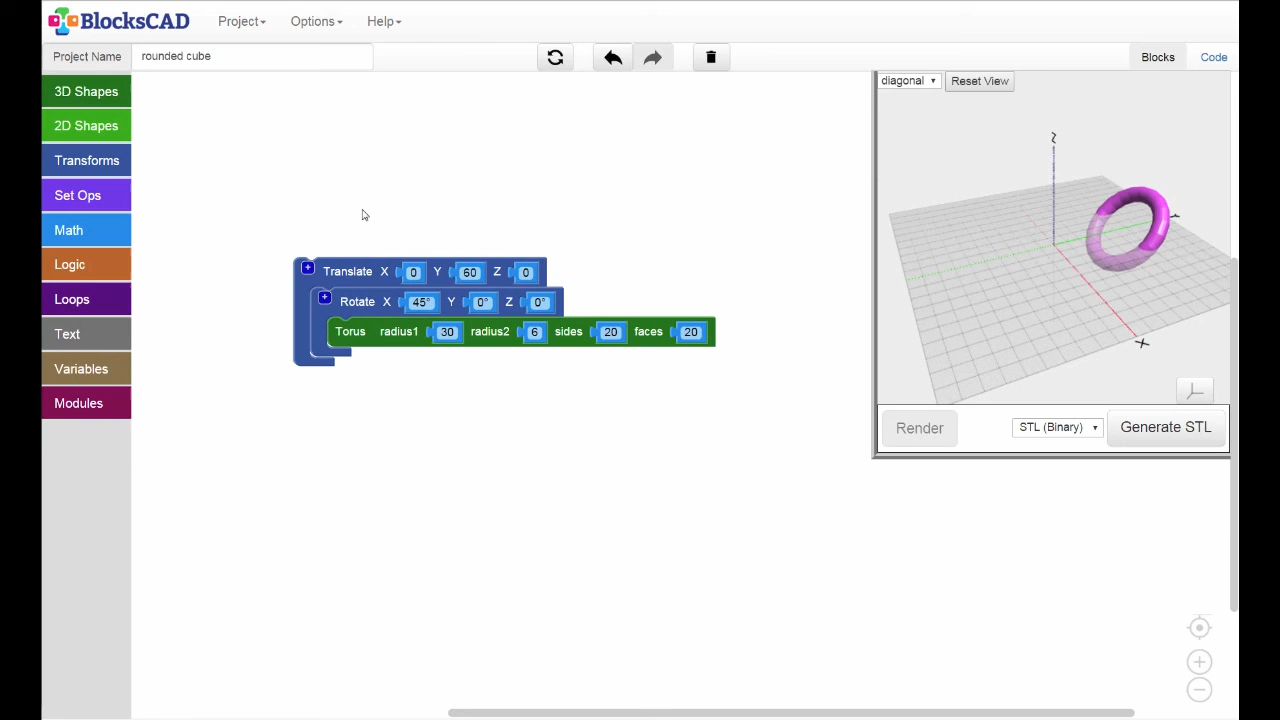 BlocksCAD Project Options Help
Project Name rounded cube Blocks Code
diagonal Reset View
3D Shapes
2D Shapes
Transforms
Set Ops
Math
Logic
Loops
Text
Variables
Modules
Translate X 0 Y 60 Z 0
Rotate X 45° Y 0° Z 0°
Torus radius1 30 radius2 6 sides 20 faces 20
X
Render STL (Binary) Generate STL